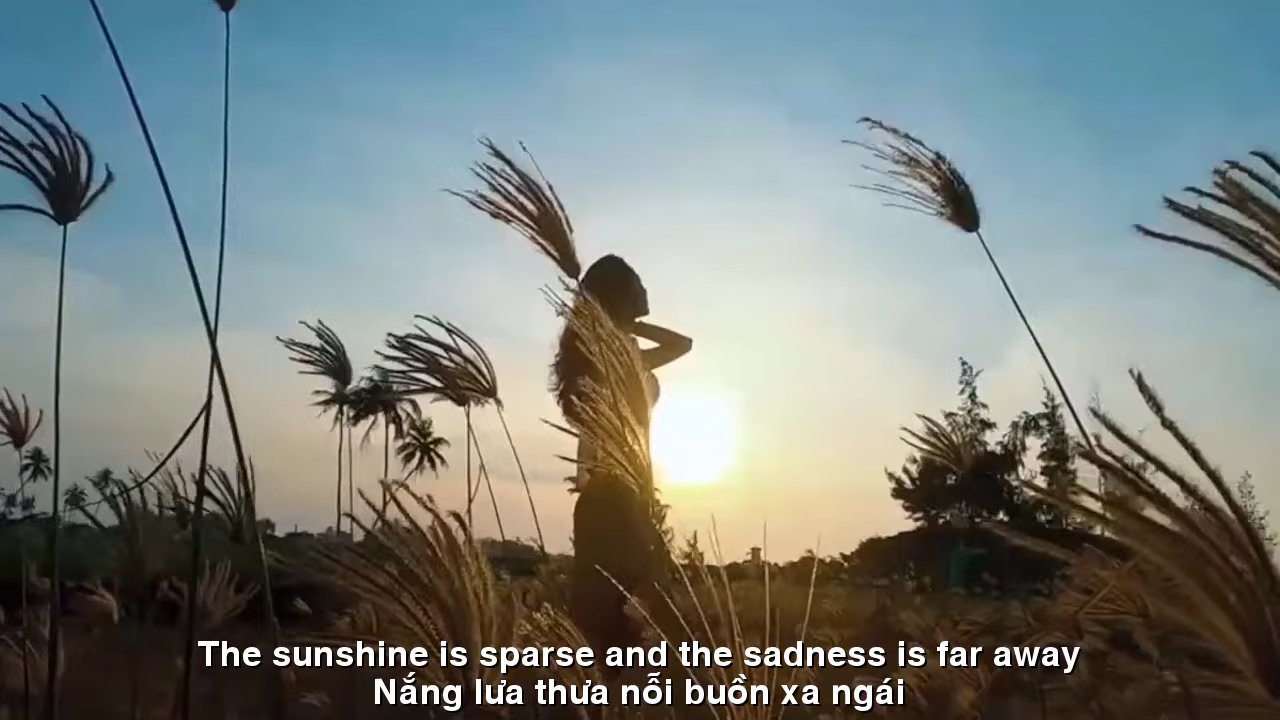 The sunshine is sparse and the sadness is far away
Nắng lưa thưa nỗi buồn xa ngái